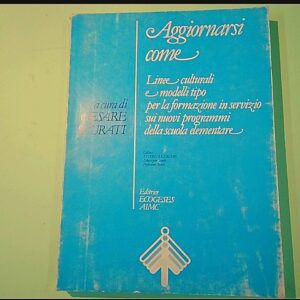 Aggiornarsi
come
Linee culturali
e modelli tipo
per la formazione in servizio
sui nuovi programmi
della scuola elementare
a cura di
CESARE
Editrice
ECOGESES
AIMC